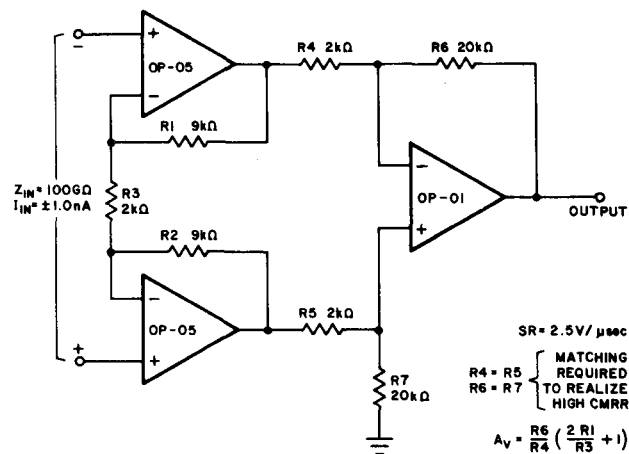 R4 2kΩ
R6 20kΩ
−
+
OP-05
−
R1 9kΩ
ZIN = 100GΩ
IIN = ±1.0nA
R3
2kΩ
−
OP-01
+
OUTPUT
R2 9kΩ
−
OP-05
+
+
R5 2kΩ
R7
20kΩ
SR = 2.5V/μsec
R4 = R5
R6 = R7
MATCHING
REQUIRED
TO REALIZE
HIGH CMRR
AV = R6/R4 ( 2 R1/R3 + 1 )